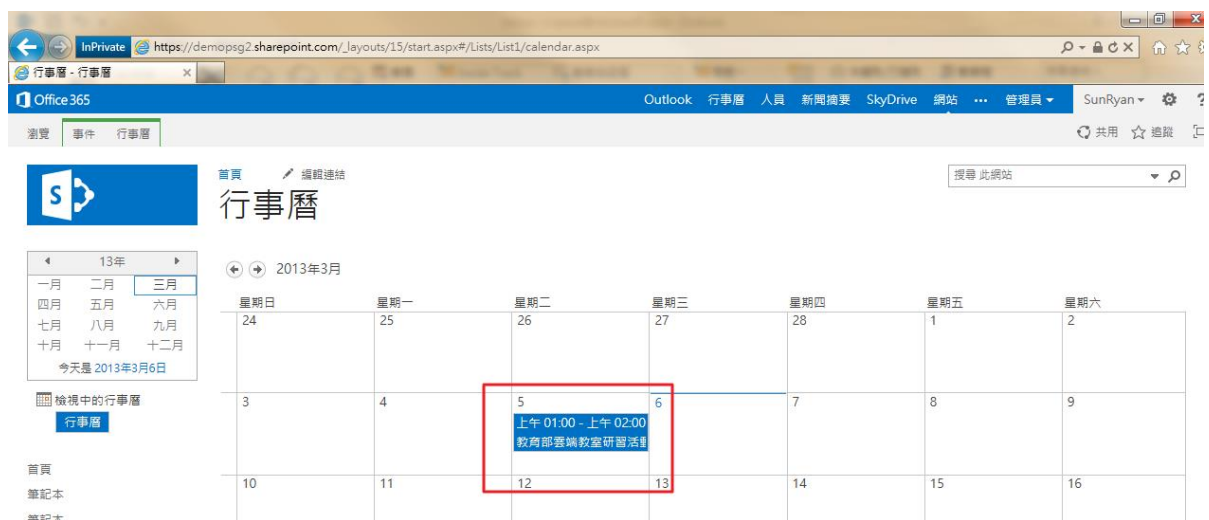 InPrivate https://demopsg2.sharepoint.com/_layouts/15/start.aspx#/Lists/List1/calendar.aspx
行事曆 - 行事曆
Office 365 Outlook 行事曆 人員 新聞摘要 SkyDrive 網站 ••• 管理員 SunRyan ?
瀏覽 事件 行事曆 共用 追蹤
首頁 編輯連結 搜尋 此網站
S
行事曆
13年
2013年3月
一月 二月 三月
四月 五月 六月
七月 八月 九月
十月 十一月 十二月
今天是 2013年3月6日
檢視中的行事曆
行事曆
首頁
筆記本
筆記本
星期日 星期一 星期二 星期三 星期四 星期五 星期六
24 25 26 27 28 1 2
3 4 5 6 7 8 9
上午 01:00 - 上午 02:00
教育部雲端教室研習活動
10 11 12 13 14 15 16